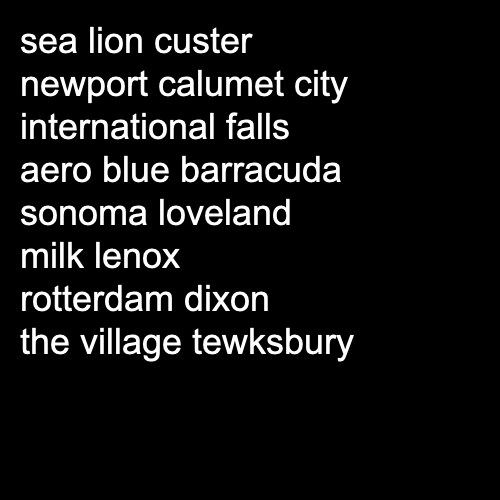 sea lion custer
newport calumet city
international falls
aero blue barracuda
sonoma loveland
milk lenox
rotterdam dixon
the village tewksbury